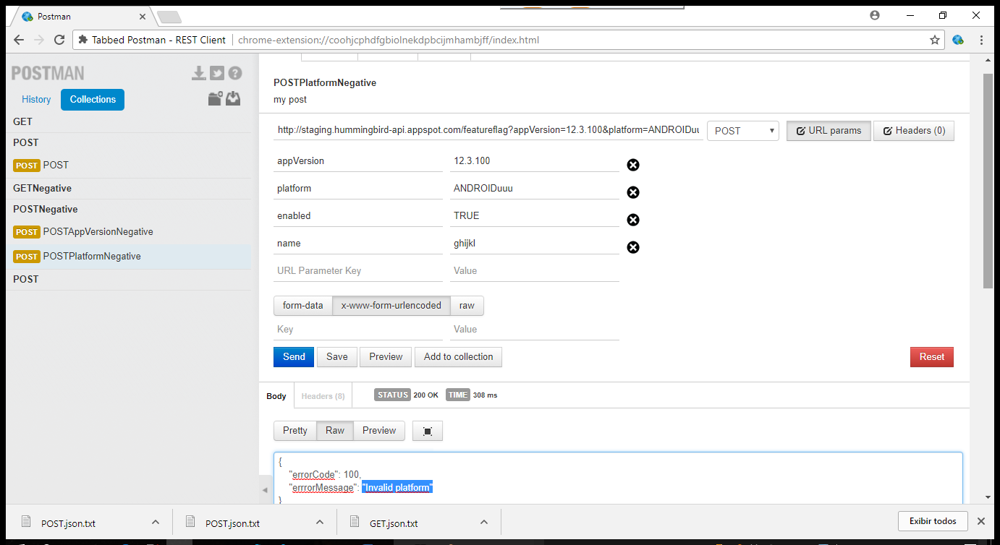 Postman
Tabbed Postman - REST Client
chrome-extension://coohjcphdfgbiolnekdpbcijmhambjff/index.html
POSTMAN
History
Collections
GET
POST
POST POST
GETNegative
POSTNegative
POST POSTAppVersionNegative
POST POSTPlatformNegative
POST
POSTPlatformNegative
my post
http://staging.hummingbird-api.appspot.com/featureflag?appVersion=12.3.100&platform=ANDROIDuu
POST
URL params
Headers (0)
appVersion 12.3.100
platform ANDROIDuuu
enabled TRUE
name ghijkl
URL Parameter Key Value
form-data x-www-form-urlencoded raw
Key Value
Send Save Preview Add to collection Reset
Body Headers (8) STATUS 200 OK TIME 308 ms
Pretty Raw Preview
{
"errorCode": 100,
"errrorMessage": "Invalid platform"
}
POST.json.txt POST.json.txt GET.json.txt Exibir todos